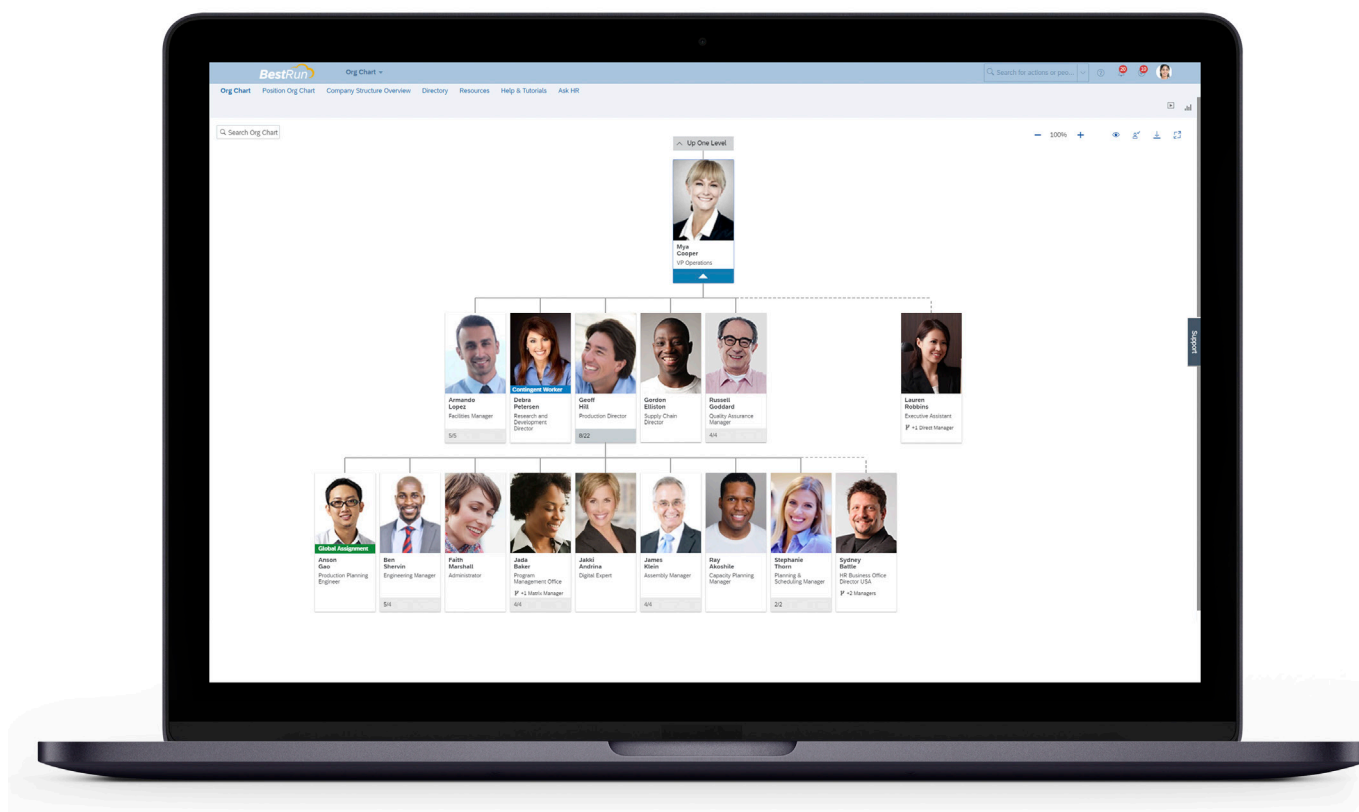 BestRun
Org Chart
Search for actions or peo...
30
19
Org Chart
Position Org Chart
Company Structure Overview
Directory
Resources
Help & Tutorials
Ask HR
Search Org Chart
Up One Level
100%
Mya
Cooper
VP Operations
Support
Armando
Lopez
Facilities Manager
5/5
Contingent Worker
Debra
Petersen
Research and
Development
Director
Geoff
Hill
Production Director
8/22
Gordon
Elliston
Supply Chain
Director
Russell
Goddard
Quality Assurance
Manager
4/4
Lauren
Robbins
Executive Assistant
+1 Direct Manager
Global Assignment
Anson
Gao
Production Planning
Engineer
Ben
Shervin
Engineering Manager
5/4
Faith
Marshall
Administrator
Jada
Baker
Program
Management Office
+1 Matrix Manager
4/4
Jakki
Andrina
Digital Expert
James
Klein
Assembly Manager
4/4
Ray
Akoshile
Capacity Planning
Manager
Stephanie
Thorn
Planning &
Scheduling Manager
2/2
Sydney
Battle
HR Business Office
Director USA
+2 Managers